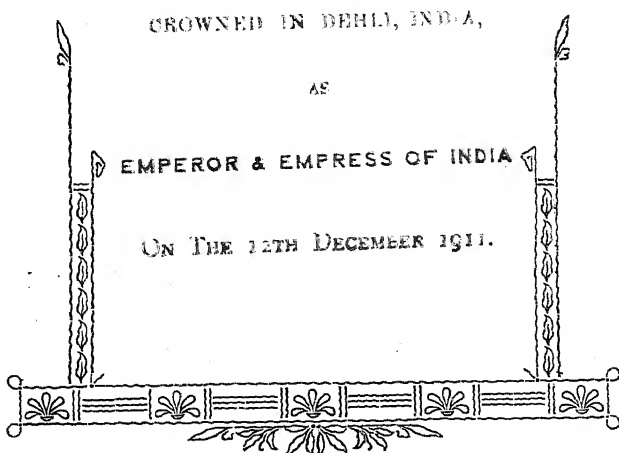 CROWNED IN DEHLI, INDIA,
AS
EMPEROR & EMPRESS OF INDIA
ON THE 12TH DECEMBER 1911.